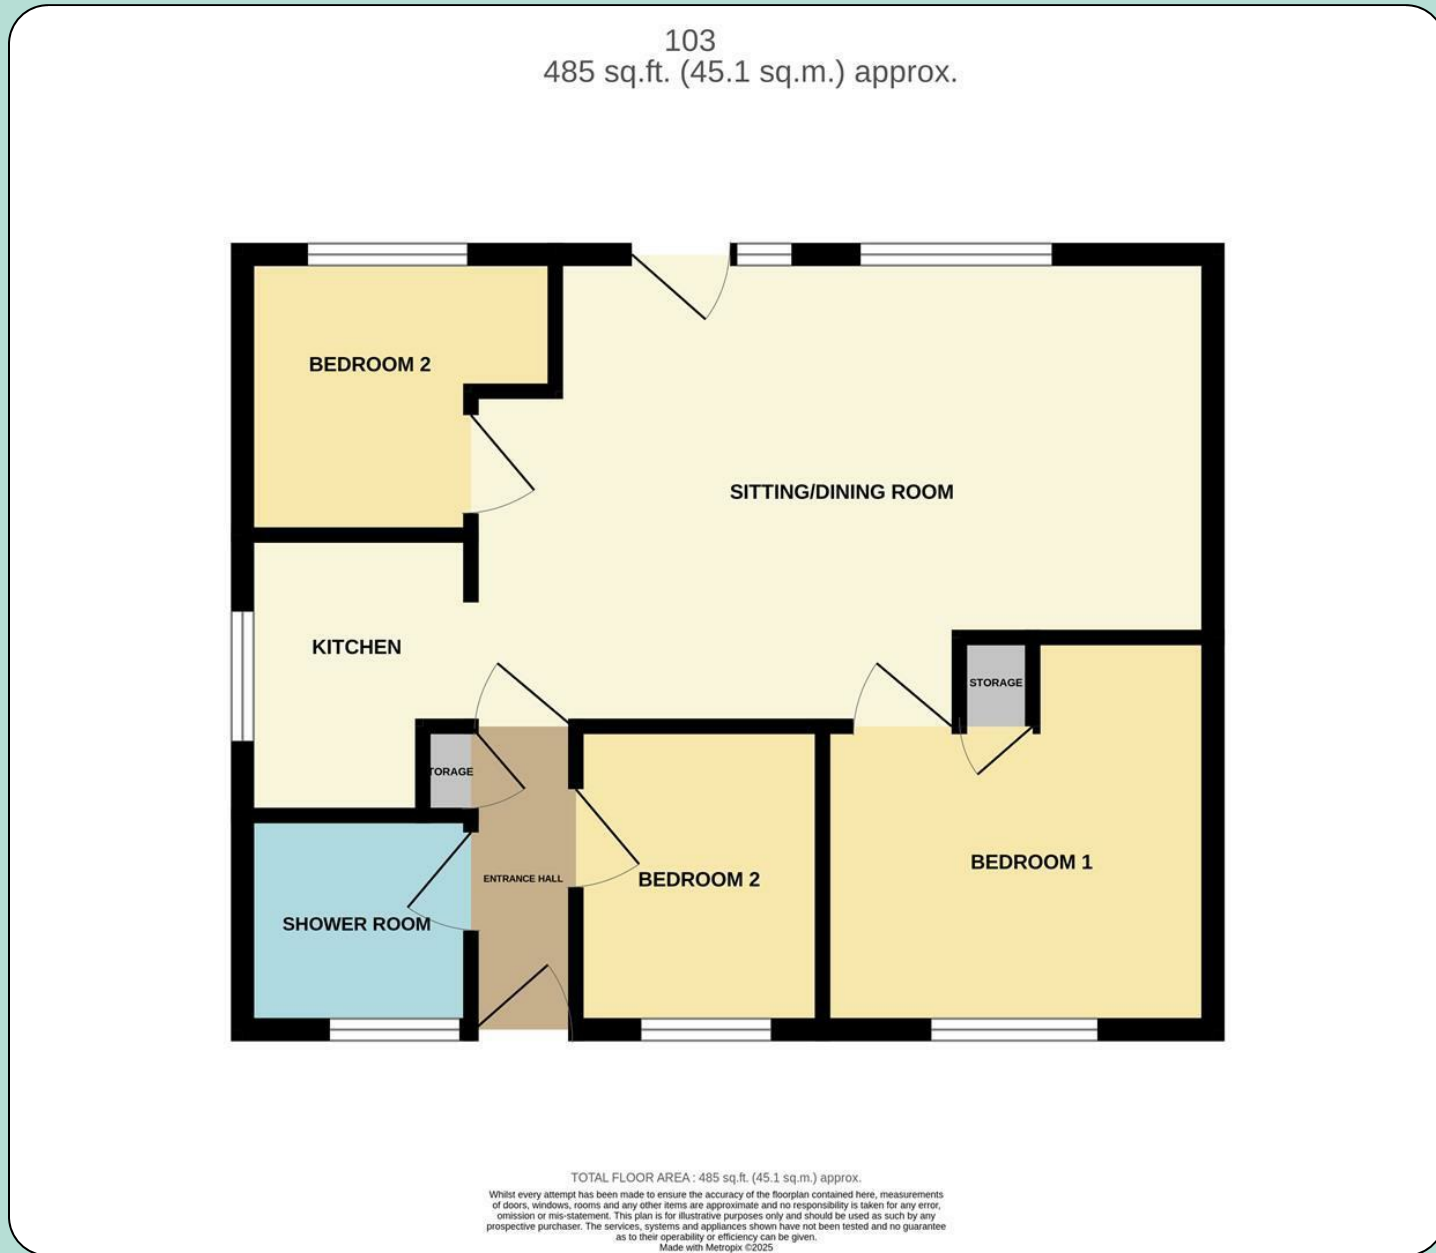 103
485 sq.ft. (45.1 sq.m.) approx.
BEDROOM 2
SITTING/DINING ROOM
KITCHEN
STORAGE
TORAGE
BEDROOM 1
ENTRANCE HALL
BEDROOM 2
SHOWER ROOM
TOTAL FLOOR AREA : 485 sq.ft. (45.1 sq.m.) approx.
Whilst every attempt has been made to ensure the accuracy of the floorplan contained here, measurements
of doors, windows, rooms and any other items are approximate and no responsibility is taken for any error,
omission or mis-statement. This plan is for illustrative purposes only and should be used as such by any
prospective purchaser. The services, systems and appliances shown have not been tested and no guarantee
as to their operability or efficiency can be given.
Made with Metropix ©2025